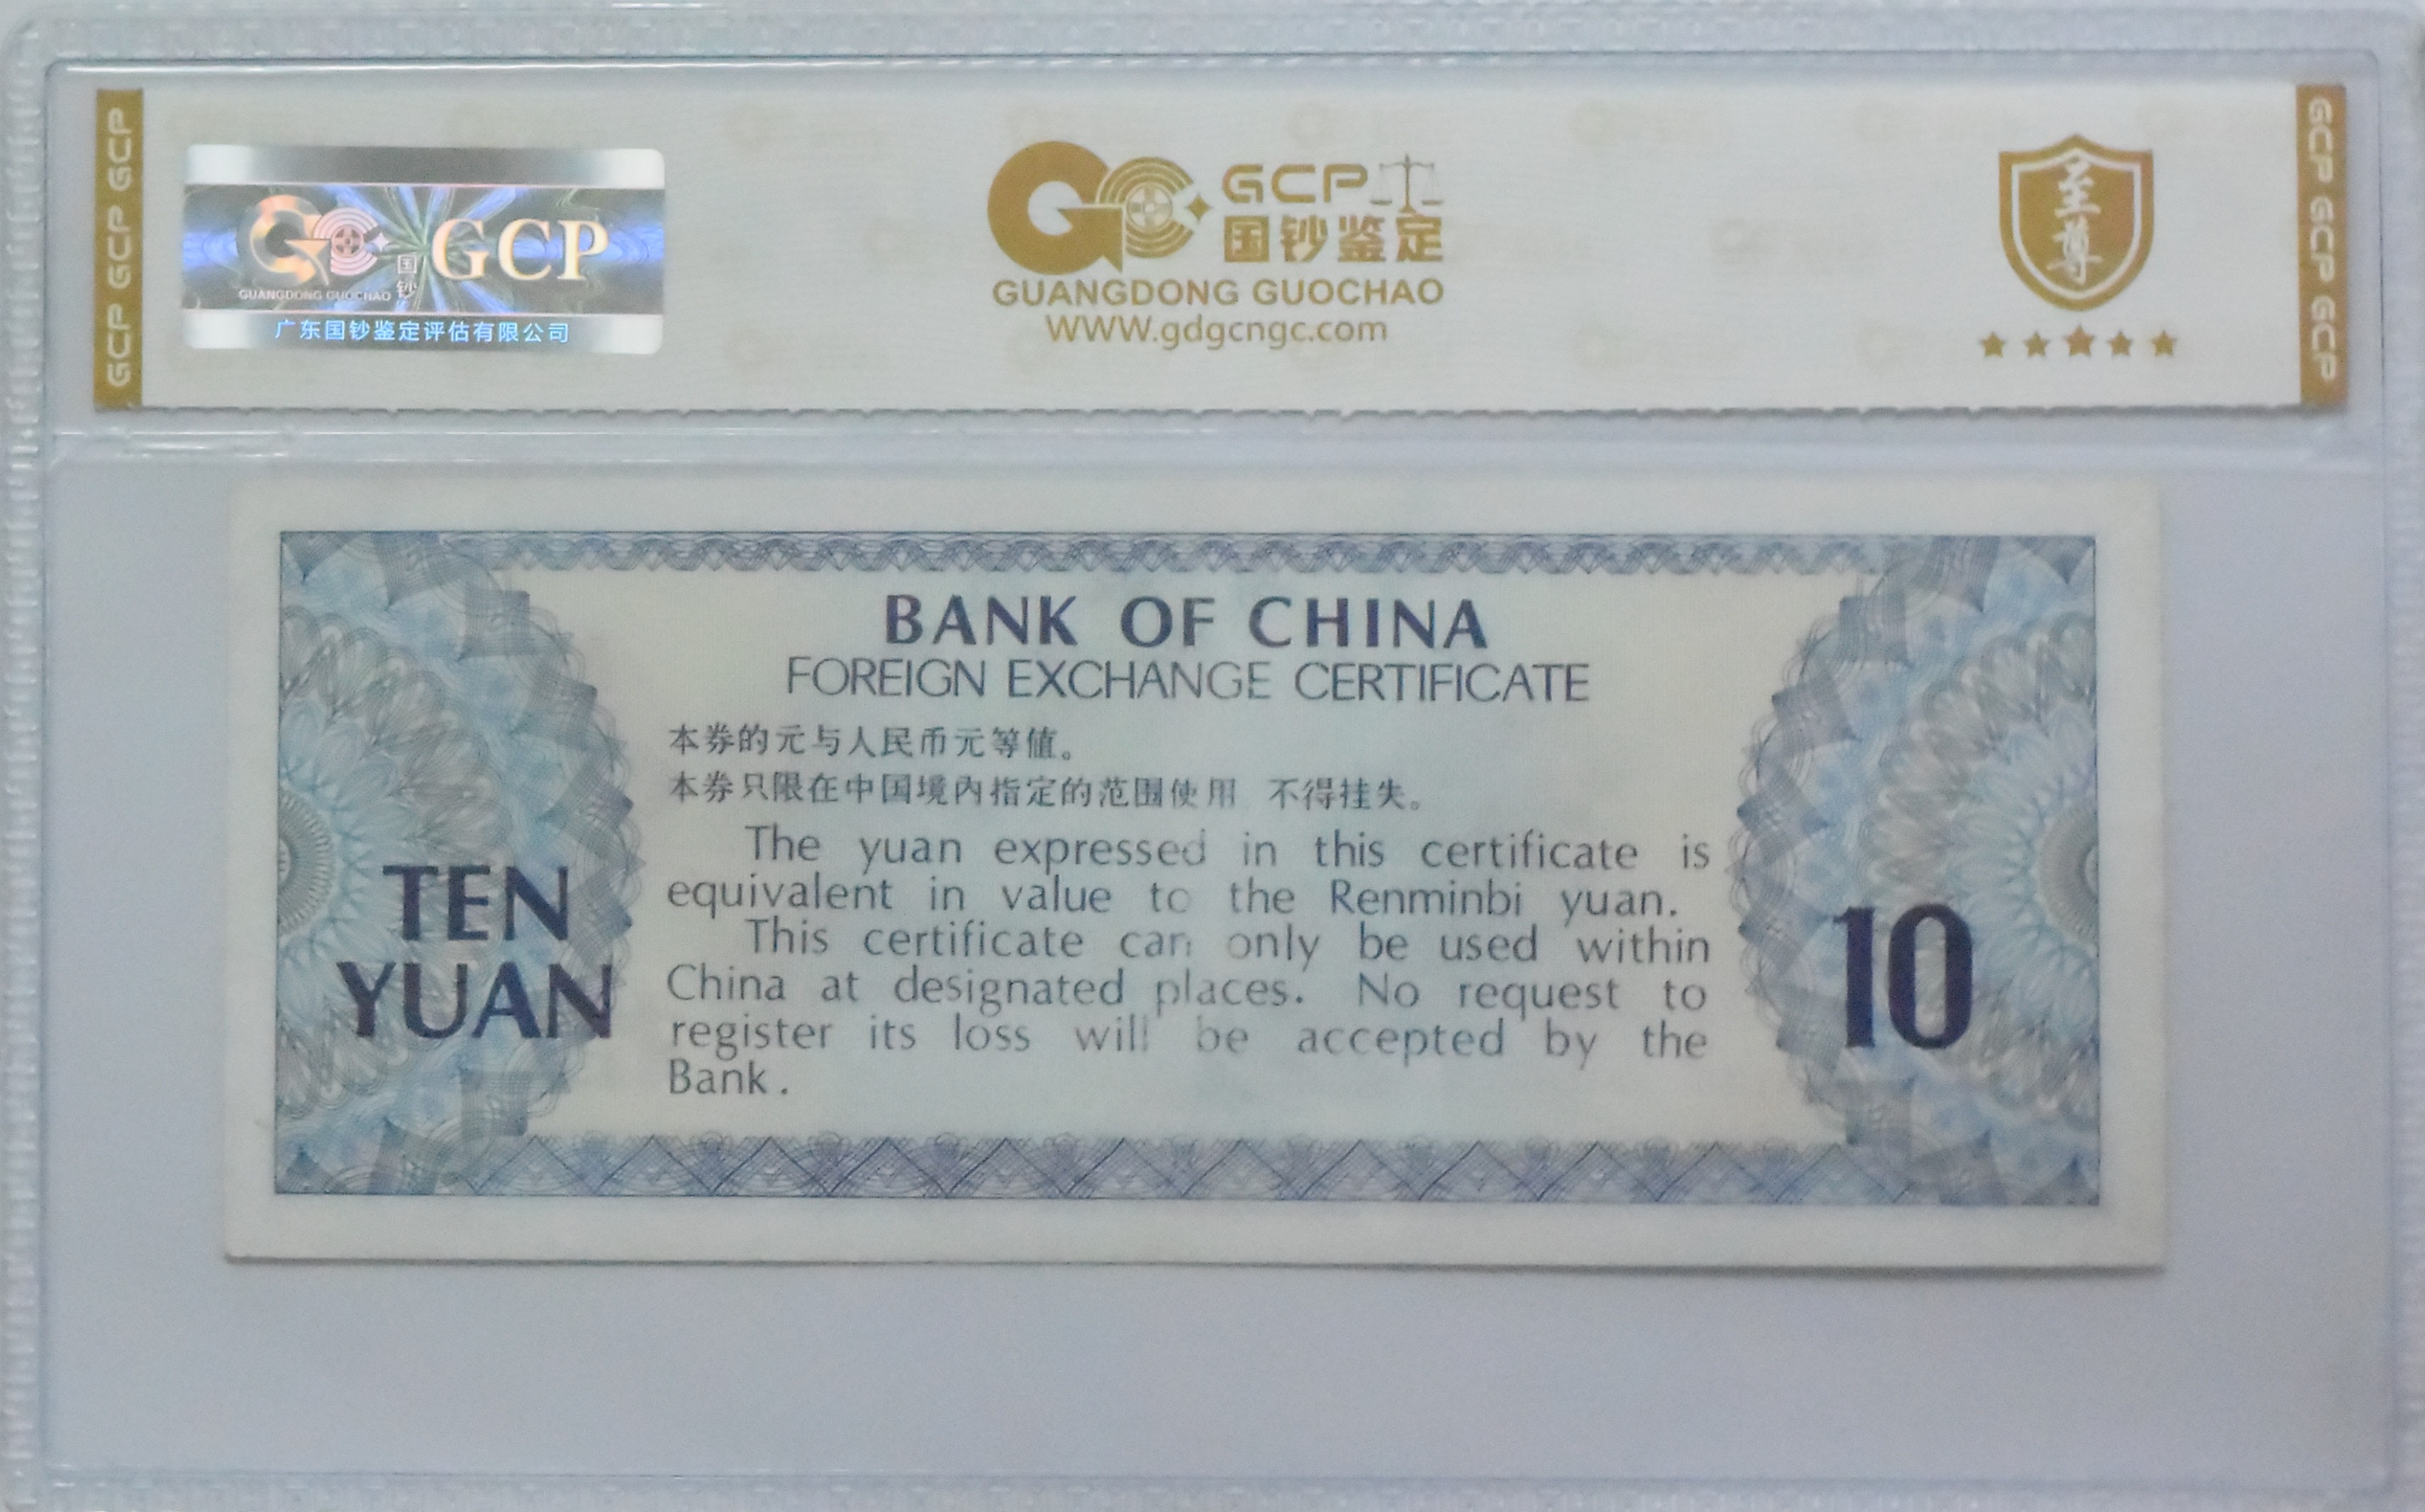 GCP GCP GCP
GUANGDONG GUOCHAO
国钞
GCP
广东国钞鉴定评估有限公司
GCP
国钞鉴定
GUANGDONG GUOCHAO
WWW.gdgcngc.com
至尊
GCP GCP GCP
BANK OF CHINA
FOREIGN EXCHANGE CERTIFICATE
本券的元与人民币元等值。
本券只限在中国境内指定的范围使用 不得挂失。
The yuan expressed in this certificate is
equivalent in value to the Renminbi yuan.
This certificate can only be used within
China at designated places. No request to
register its loss will be accepted by the
Bank.
TEN
YUAN
10